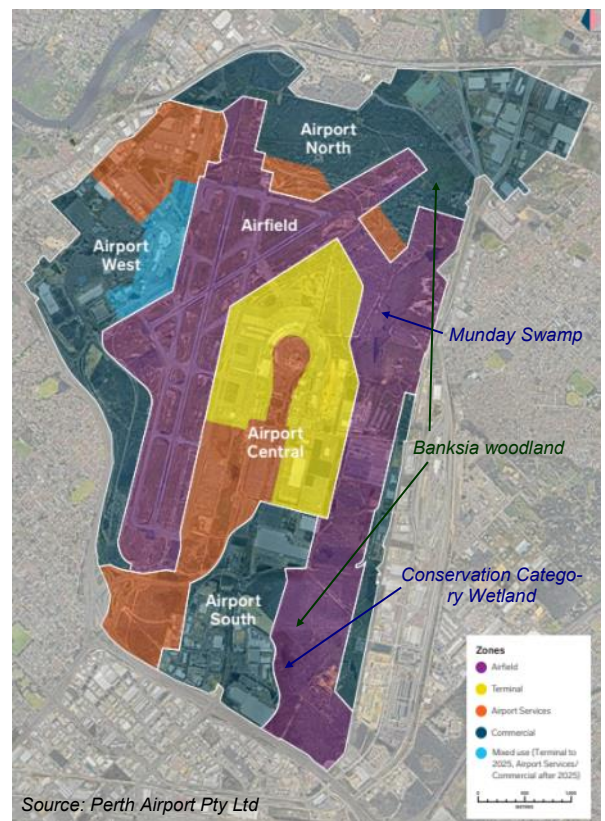 Airport
North
Airfield
Airport
West
Munday Swamp
Airport
Central
Banksia woodland
Conservation Catego-
ry Wetland
Airport
South
Zones
Airfield
Terminal
Airport Services
Commercial
Mixed use (Terminal to
2025, Airport Services/
Commercial after 2025)
Source: Perth Airport Pty Ltd